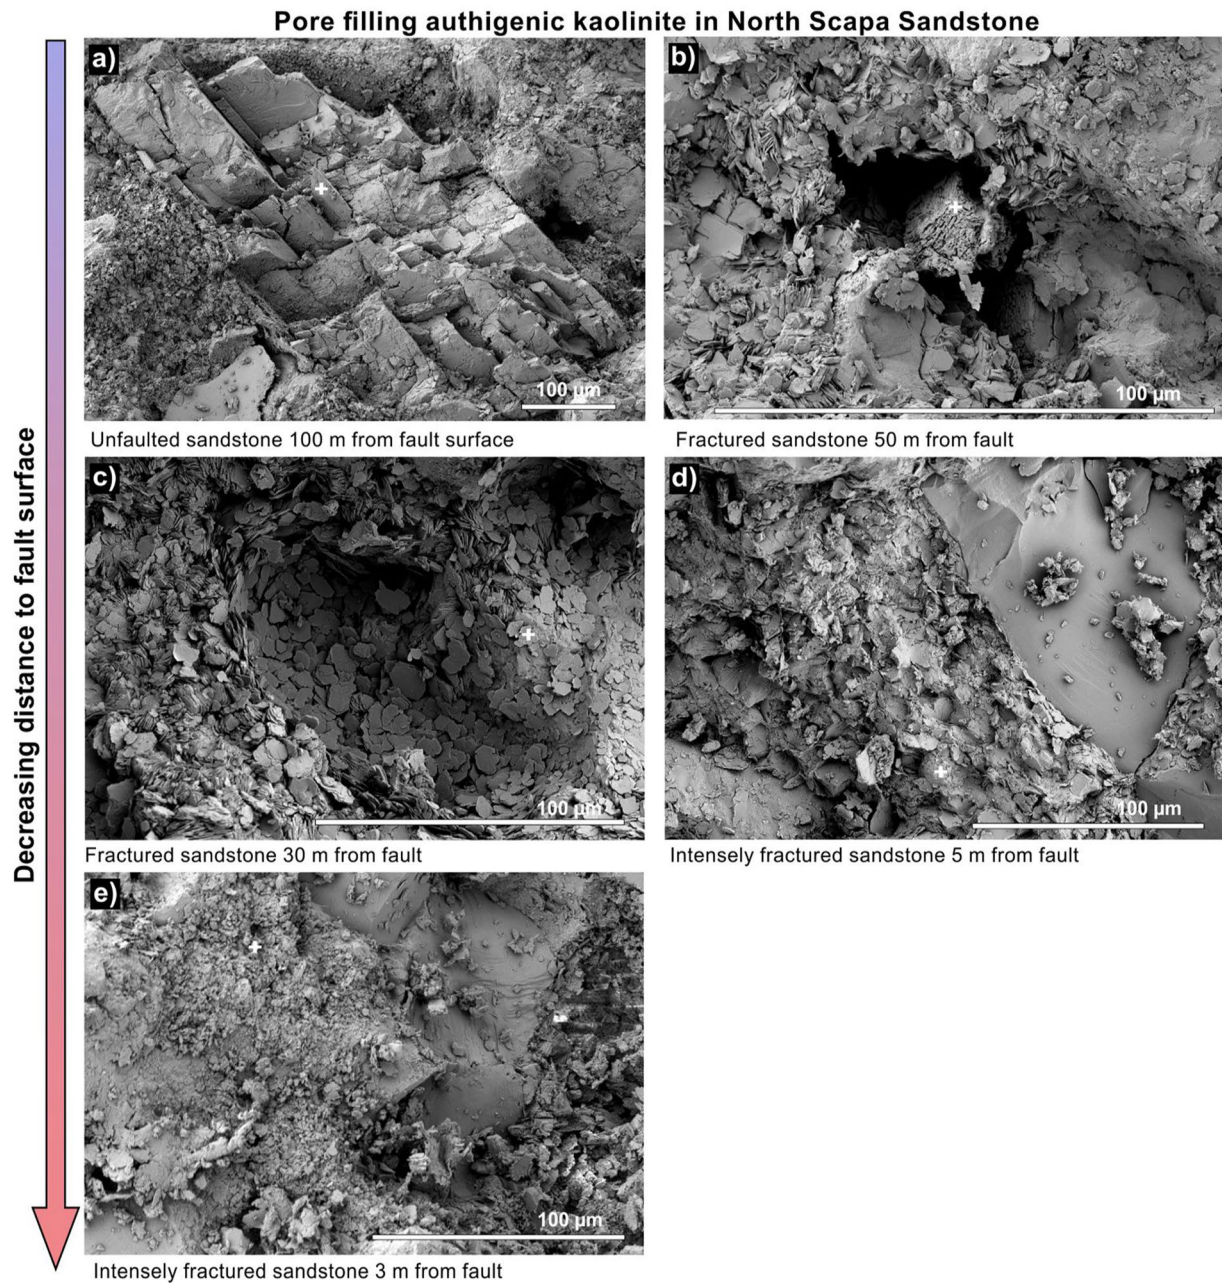 Pore filling authigenic kaolinite in North Scapa Sandstone
Decreasing distance to fault surface
a)
100 µm
Unfaulted sandstone 100 m from fault surface
b)
100 µm
Fractured sandstone 50 m from fault
c)
100 µm
Fractured sandstone 30 m from fault
d)
100 µm
Intensely fractured sandstone 5 m from fault
e)
100 µm
Intensely fractured sandstone 3 m from fault